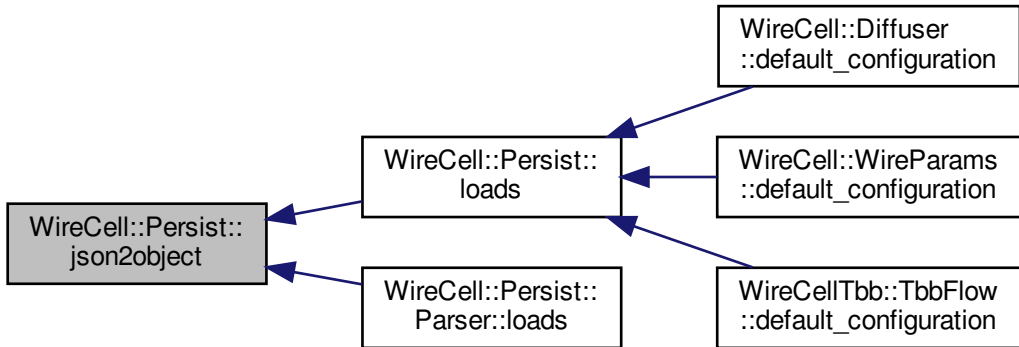 WireCell::Diffuser
::default_configuration
WireCell::Persist::
loads
WireCell::WireParams
::default_configuration
WireCell::Persist::
json2object
WireCell::Persist::
Parser::loads
WireCellTbb::TbbFlow
::default_configuration